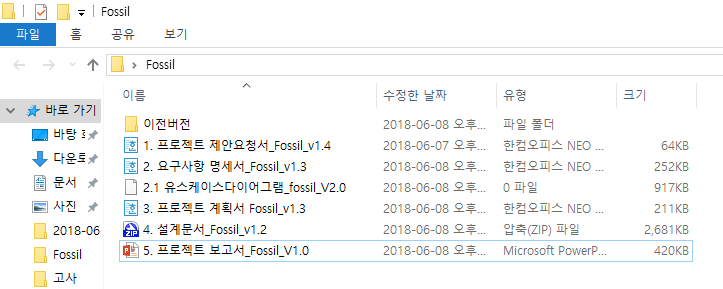 Fossil
파일 홈 공유 보기
Fossil
이름 수정한 날짜 유형 크기
바로 가기
이전버전 2018-06-08 오후... 파일 폴더
바탕 화
1. 프로젝트 제안요청서_Fossil_v1.4 2018-06-07 오후... 한컴오피스 NEO ... 64KB
다운로
2. 요구사항 명세서_Fossil_v1.3 2018-06-08 오후... 한컴오피스 NEO ... 252KB
문서
2.1 유스케이스다이어그램_fossil_V2.0 2018-06-08 오후... 0 파일 917KB
사진
3. 프로젝트 계획서 Fossil_v1.3 2018-06-08 오후... 한컴오피스 NEO ... 211KB
2018-06
4. 설계문서_Fossil_v1.2 2018-06-08 오후... 압축(ZIP) 파일 2,681KB
ZIP
Fossil
5. 프로젝트 보고서_Fossil_V1.0 2018-06-08 오후... Microsoft PowerP... 420KB
고사